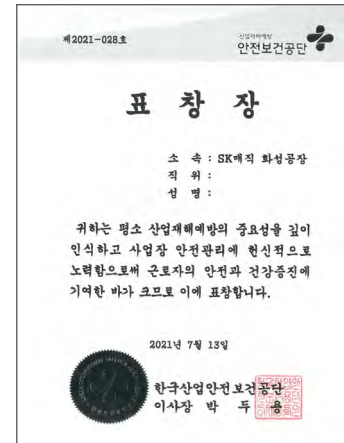 제2021-028호
산업재해예방
안전보건공단
표 창 장
소 속 : SK매직 화성공장
직 위 :
성 명 :
귀하는 평소 산업재해예방의 중요성을 깊이
인식하고 사업장 안전관리에 헌신적으로
노력함으로써 근로자의 안전과 건강증진에
기여한 바가 크므로 이에 표창합니다.
2021년 7월 13일
한국산업안전보건공단
이사장 박 두 용